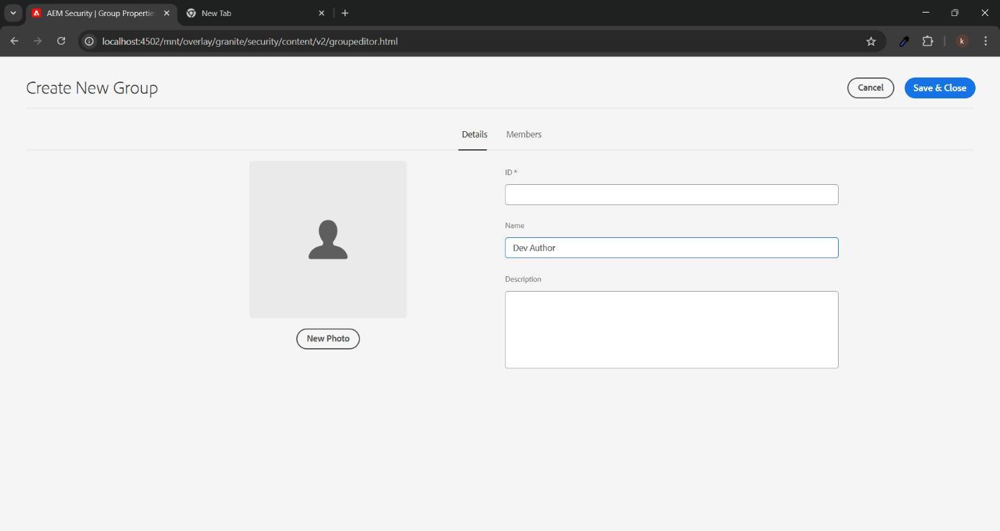 AEM Security | Group Propertie
New Tab
localhost:4502/mnt/overlay/granite/security/content/v2/groupeditor.html
k
Create New Group
Cancel
Save & Close
Details
Members
ID *
Name
Dev Author
Description
New Photo